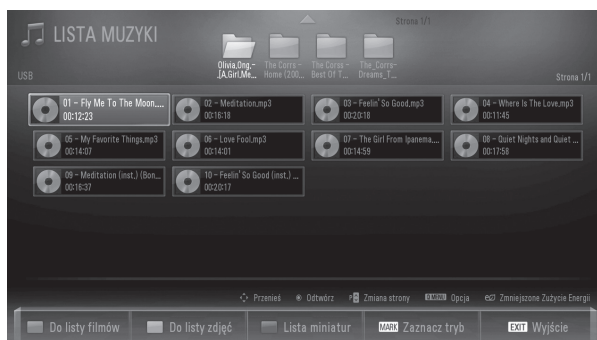 LISTA MUZYKI
Strona 1/1
Olivia,Ong,-
.[A,Girl,Me...
The Corrs -
Home (200...
The Corss -
Best Of T...
The_Corrs-
Dreams_T...
USB
Strona 1/1
01 - Fly Me To The Moon....
00:12:23
02 - Meditation,mp3
00:16:18
03 - Feelin' So Good,mp3
00:20:18
04 - Where Is The Love,mp3
00:11:45
05 - My Favorite Things,mp3
00:14:07
06 - Love Fool,mp3
00:14:01
07 - The Girl From Ipanema....
00:14:59
08 - Quiet Nights and Quiet ...
00:17:58
09 - Meditation (inst,) (Bon...
00:16:37
10 - Feelin' So Good (inst,) ...
00:20:17
Przenieś
Odtwórz
P Zmiana strony
Q.MENU Opcja
Zmniejszone Zużycie Energii
Do listy filmów
Do listy zdjęć
Lista miniatur
MARK Zaznacz tryb
EXIT Wyjście